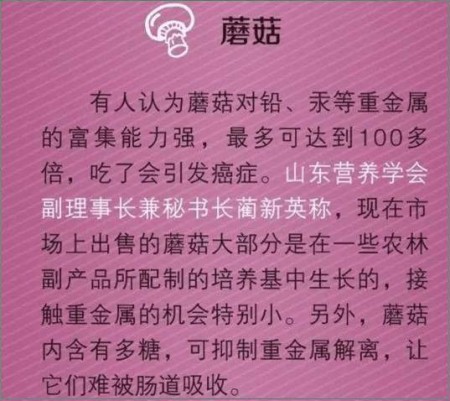 蘑菇
有人认为蘑菇对铅、汞等重金属
的富集能力强，最多可达到100多
倍，吃了会引发癌症。山东营养学会
副理事长兼秘书长蔺新英称，现在市
场上出售的蘑菇大部分是在一些农林
副产品所配制的培养基中生长的，接
触重金属的机会特别小。另外，蘑菇
内含有多糖，可抑制重金属解离，让
它们难被肠道吸收。